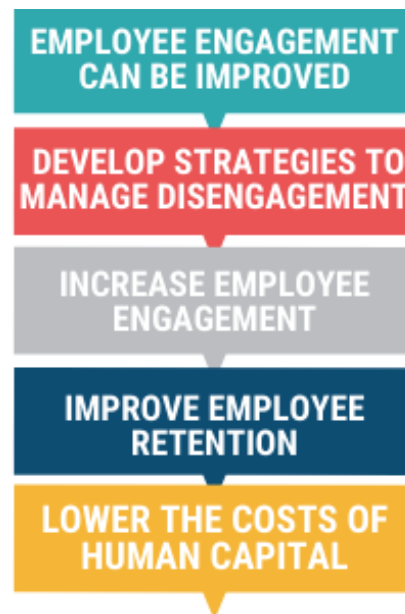 EMPLOYEE ENGAGEMENT
CAN BE IMPROVED
DEVELOP STRATEGIES TO
MANAGE DISENGAGEMENT
INCREASE EMPLOYEE
ENGAGEMENT
IMPROVE EMPLOYEE
RETENTION
LOWER THE COSTS OF
HUMAN CAPITAL